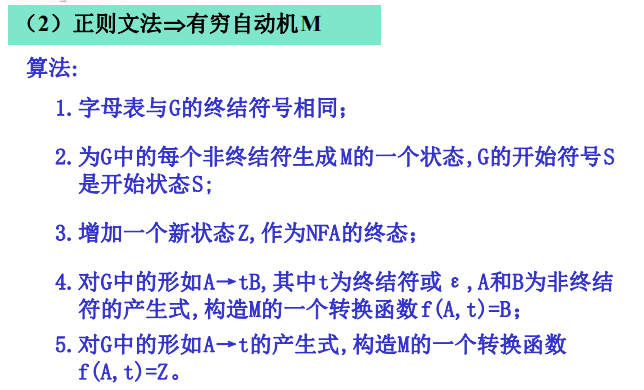 （2）正则文法⇒有穷自动机M
算法:
1.字母表与G的终结符号相同;
2.为G中的每个非终结符生成M的一个状态,G的开始符号S
是开始状态S;
3.增加一个新状态Z,作为NFA的终态;
4.对G中的形如A→tB,其中t为终结符或ε,A和B为非终结
符的产生式,构造M的一个转换函数f(A,t)=B;
5.对G中的形如A→t的产生式,构造M的一个转换函数
f(A,t)=Z。